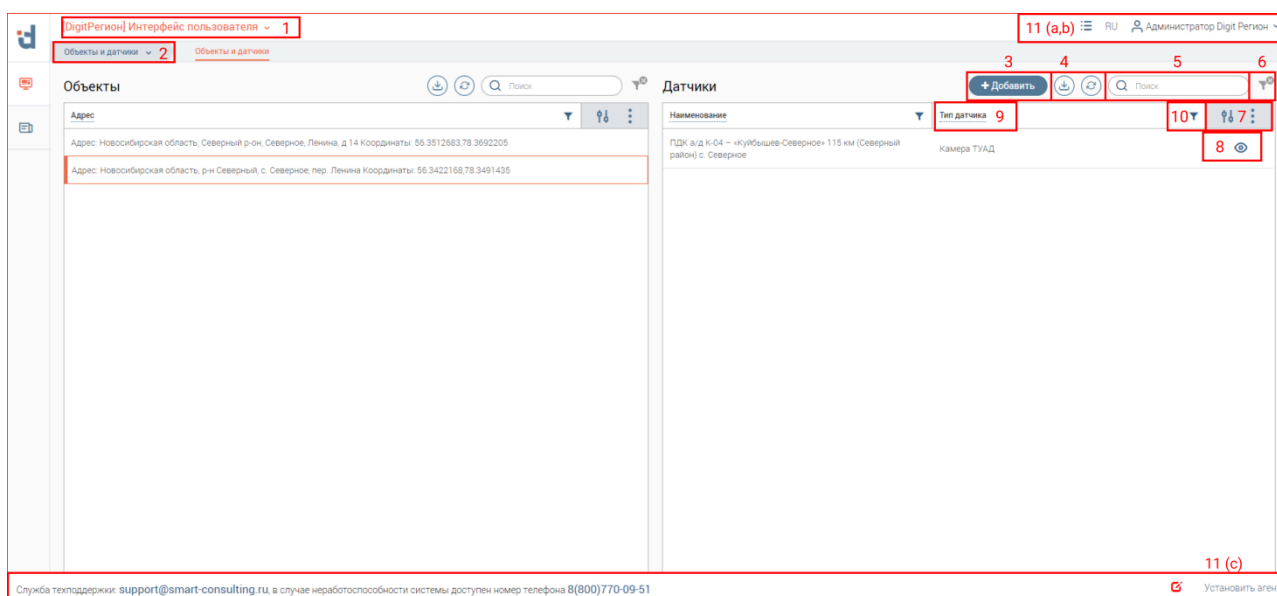 [DigitРегион] Интерфейс пользователя 1
11 (a,b) RU Администратор Digit Регион
Объекты и датчики 2 Объекты и датчики
3 4 5 6
Объекты Поиск
Датчики + Добавить Поиск
Адрес
Наименование Тип датчика 9 10 7
Адрес: Новосибирская область, Северный р-он, Северное, Ленина, д 14 Координаты: 56.3512683,78.3692205
Адрес: Новосибирская область, р-н Северный, с. Северное, пер. Ленина Координаты: 56.3422168,78.3491435
ПДК а/д К-04 – «Куйбышев-Северное» 115 км (Северный
район) с. Северное
Камера ТУАД
8
11 (c)
Служба техподдержки: support@smart-consulting.ru, в случае неработоспособности системы доступен номер телефона 8(800)770-09-51
Установить аген